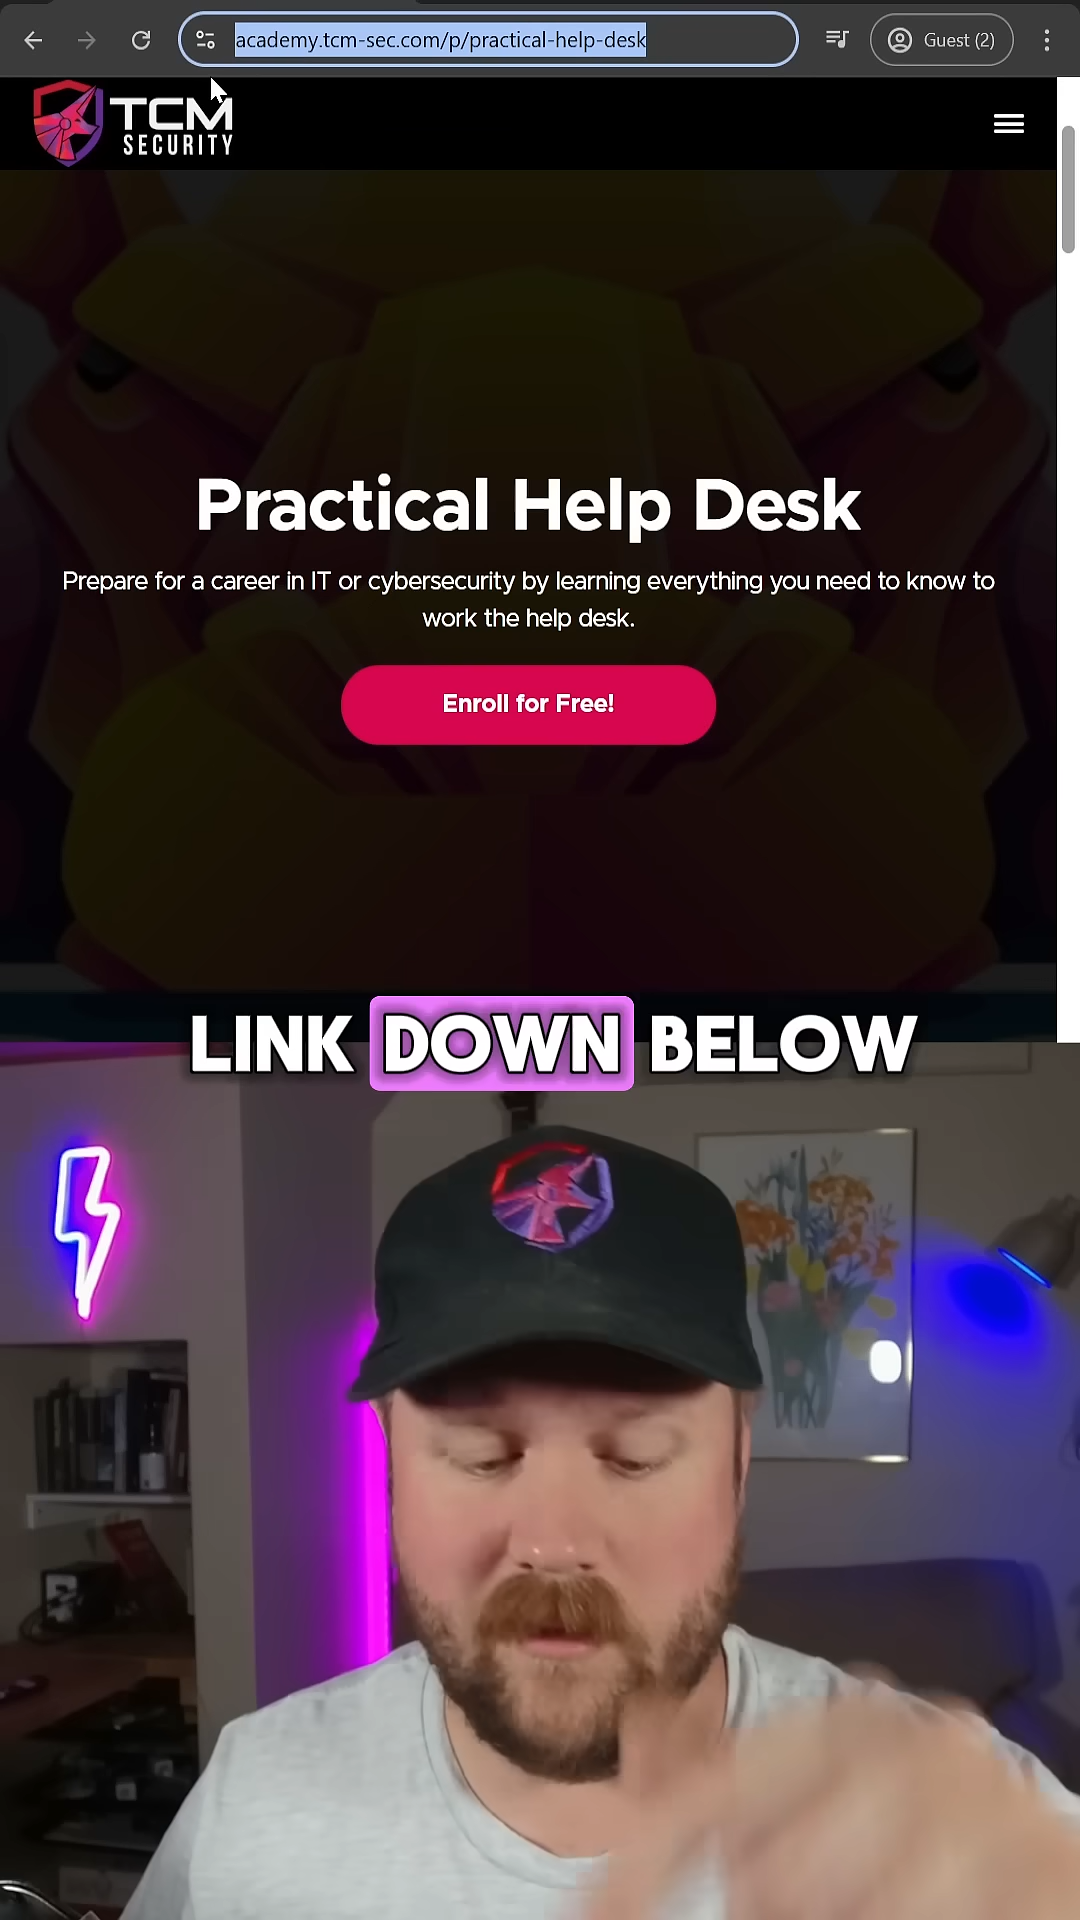 academy.tcm-sec.com/p/practical-help-desk
Guest (2)
TCM
SECURITY
Practical Help Desk
Prepare for a career in IT or cybersecurity by learning everything you need to know to
work the help desk.
Enroll for Free!
LINK DOWN BELOW